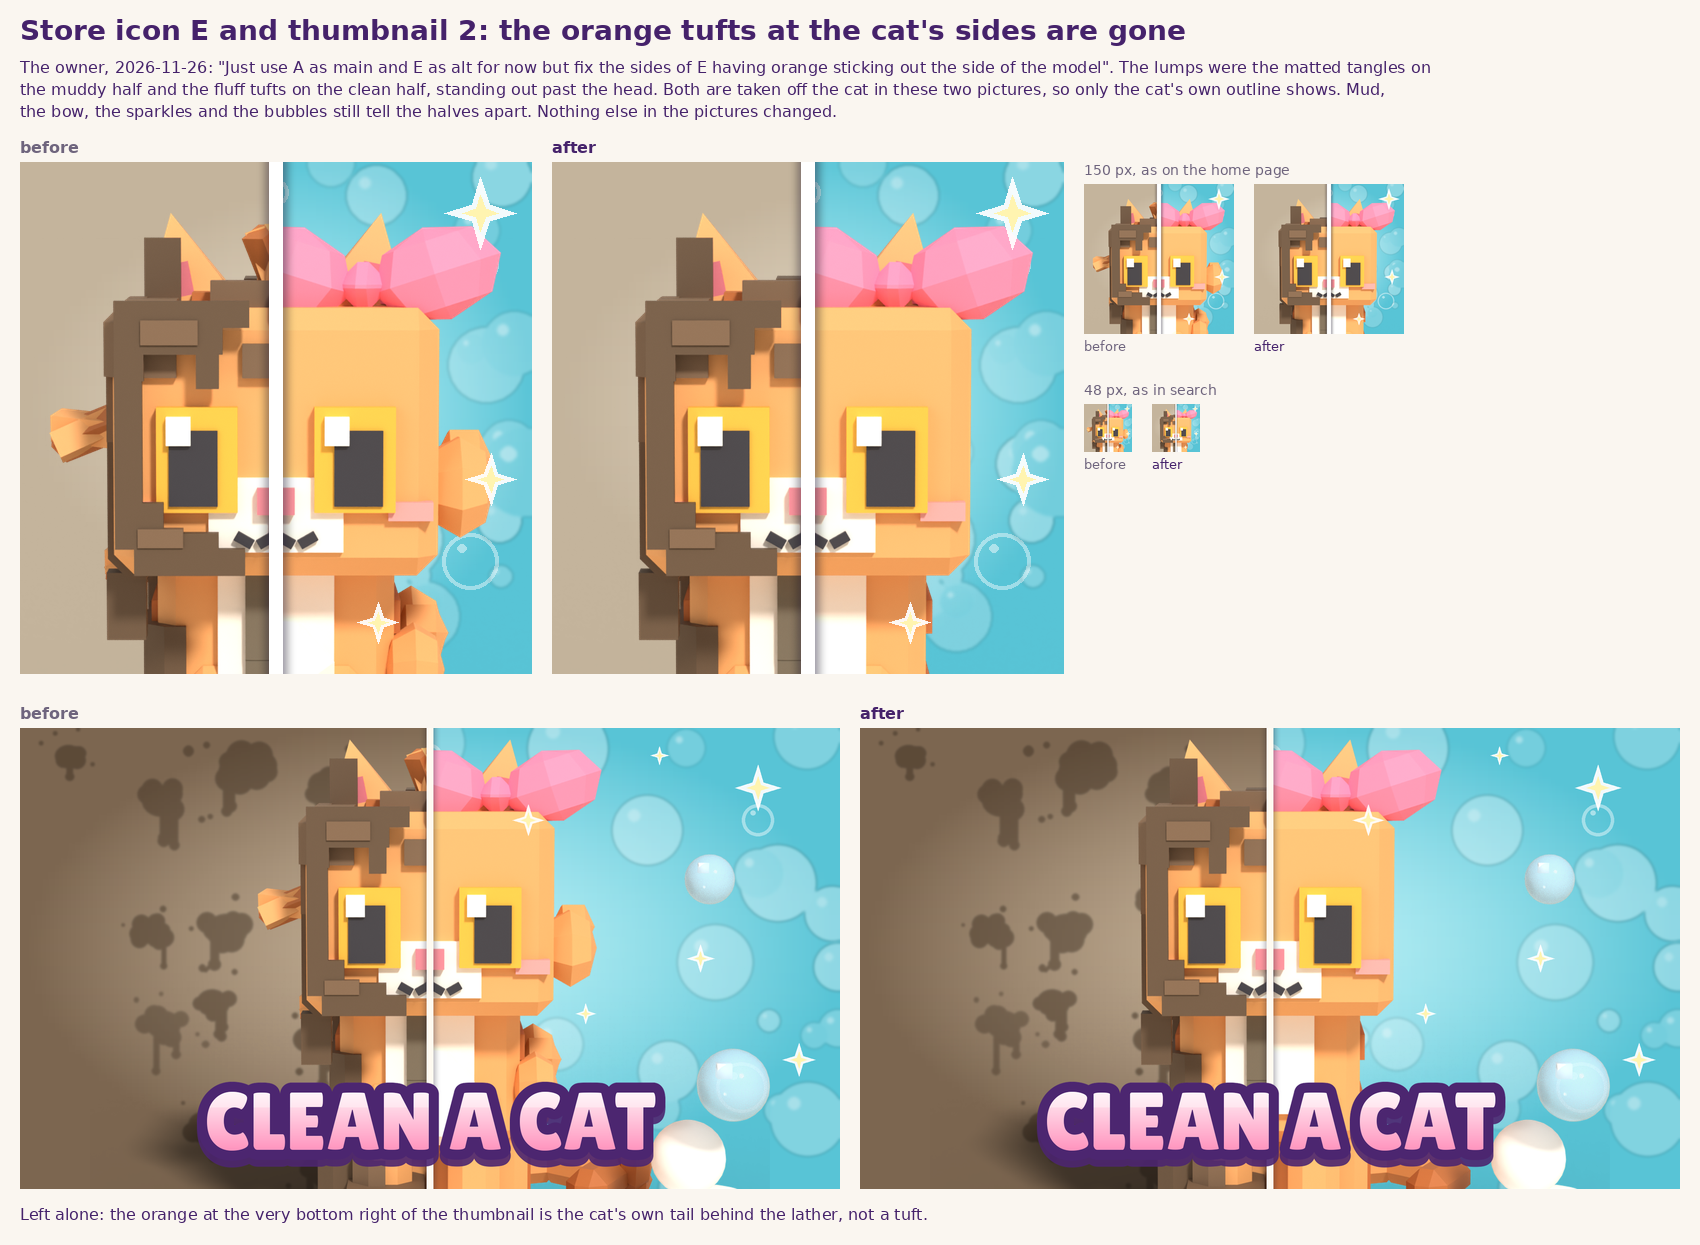 Store icon E and thumbnail 2: the orange tufts at the cat's sides are gone
The owner, 2026-11-26: "Just use A as main and E as alt for now but fix the sides of E having orange sticking out the side of the model". The lumps were the matted tangles on
the muddy half and the fluff tufts on the clean half, standing out past the head. Both are taken off the cat in these two pictures, so only the cat's own outline shows. Mud,
the bow, the sparkles and the bubbles still tell the halves apart. Nothing else in the pictures changed.
before
after
150 px, as on the home page
before
after
48 px, as in search
before
after
before
after
CLEAN A CAT
CLEAN A CAT
Left alone: the orange at the very bottom right of the thumbnail is the cat's own tail behind the lather, not a tuft.